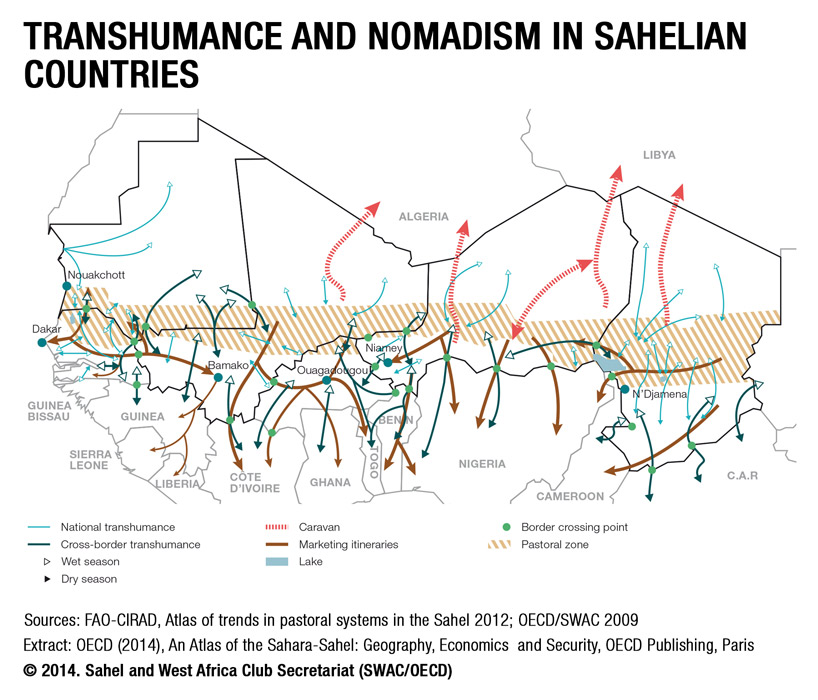 TRANSHUMANCE AND NOMADISM IN SAHELIAN
COUNTRIES
LIBYA
ALGERIA
Nouakchott
Dakar
Niamey
Bamako
Ouagadougou
N'Djamena
GUINEA
BISSAU
GUINEA
BENIN
SIERRA
LEONE
TOGO
NIGERIA
LIBERIA
CÔTE
D'IVOIRE
GHANA
C.A.R
CAMEROON
National transhumance
Cross-border transhumance
Wet season
Dry season
Caravan
Marketing itineraries
Lake
Border crossing point
Pastoral zone
Sources: FAO-CIRAD, Atlas of trends in pastoral systems in the Sahel 2012; OECD/SWAC 2009
Extract: OECD (2014), An Atlas of the Sahara-Sahel: Geography, Economics and Security, OECD Publishing, Paris
© 2014. Sahel and West Africa Club Secretariat (SWAC/OECD)